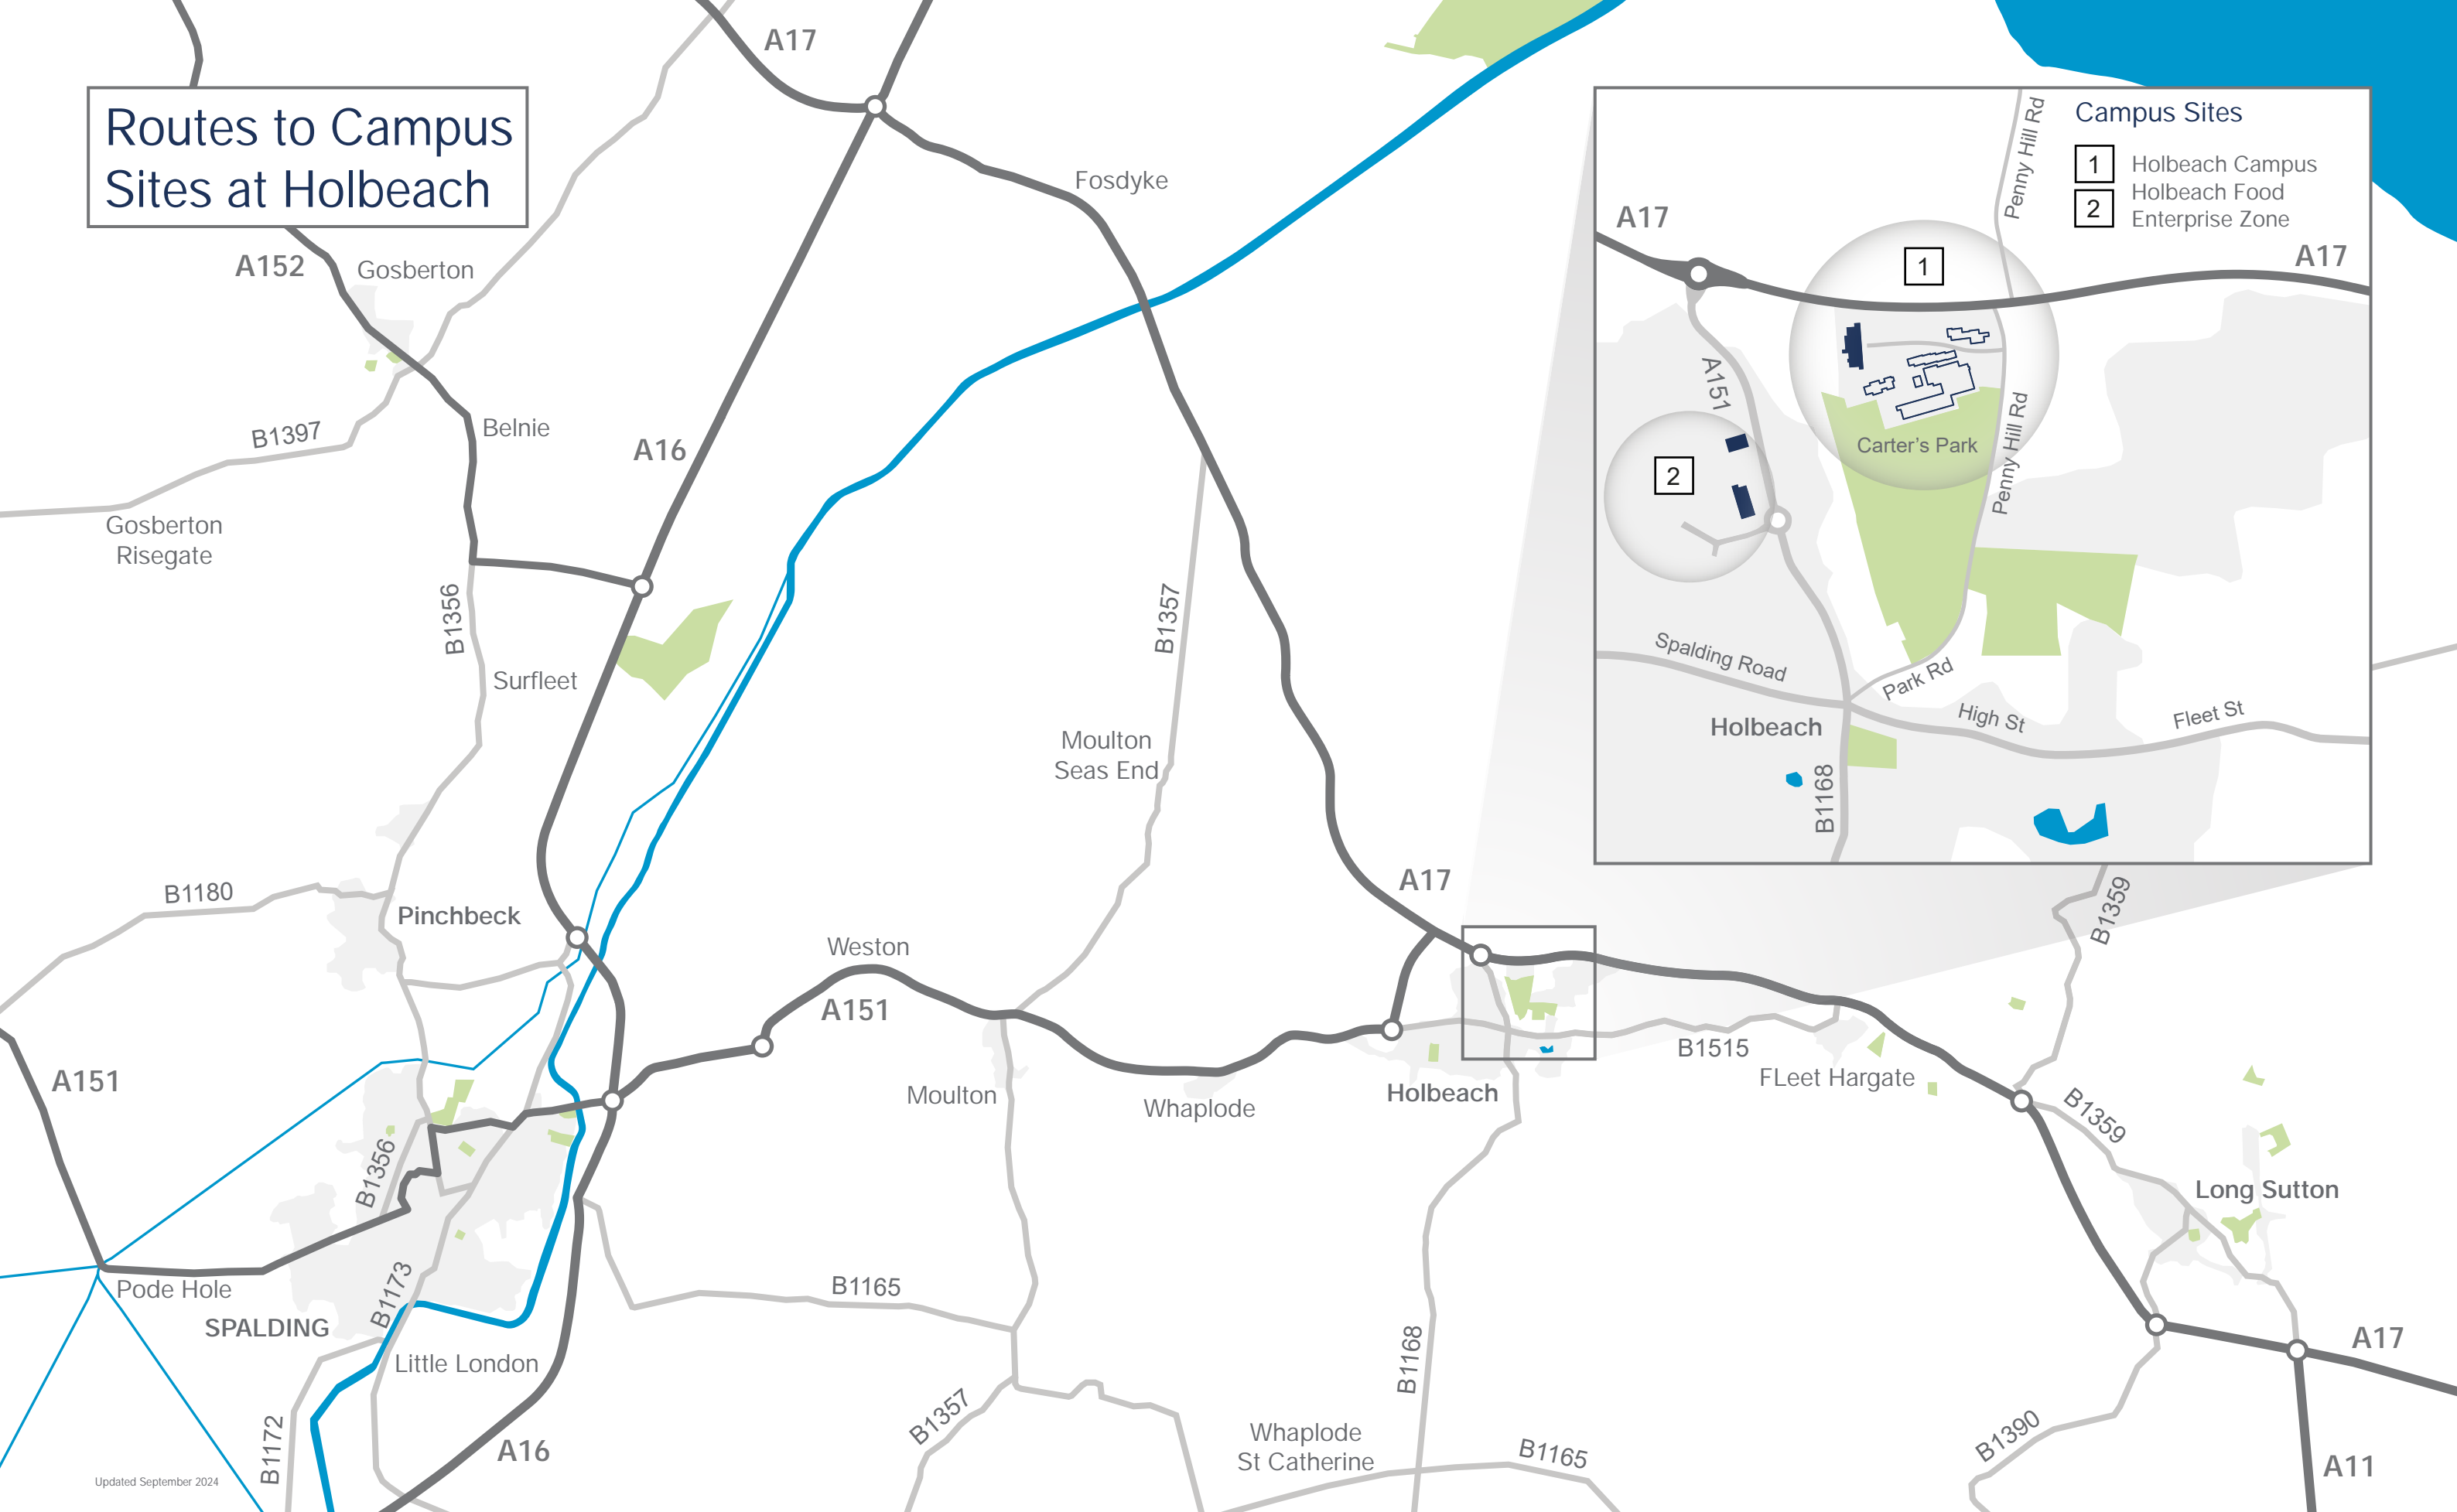 Routes to Campus
Sites at Holbeach
A17
Fosdyke
A152
Gosberton
Belnie
B1397
A16
Gosberton
Risegate
B1356
Surfleet
B1357
Moulton
Seas End
B1180
Pinchbeck
Weston
A151
A17
A151
Moulton
Whaplode
Holbeach
B1515
FLeet Hargate
B1359
B1359
Long Sutton
B1356
Pode Hole
B1173
SPALDING
Little London
B1165
B1172
A16
B1357
B1168
Whaplode
St Catherine
B1165
B1390
A17
A11
Updated September 2024
Campus Sites
1 Holbeach Campus
2 Holbeach Food
Enterprise Zone
Penny Hill Rd
A17
A17
1
A151
Carter's Park
Penny Hill Rd
2
Spalding Road
Park Rd
Holbeach
High St
Fleet St
B1168